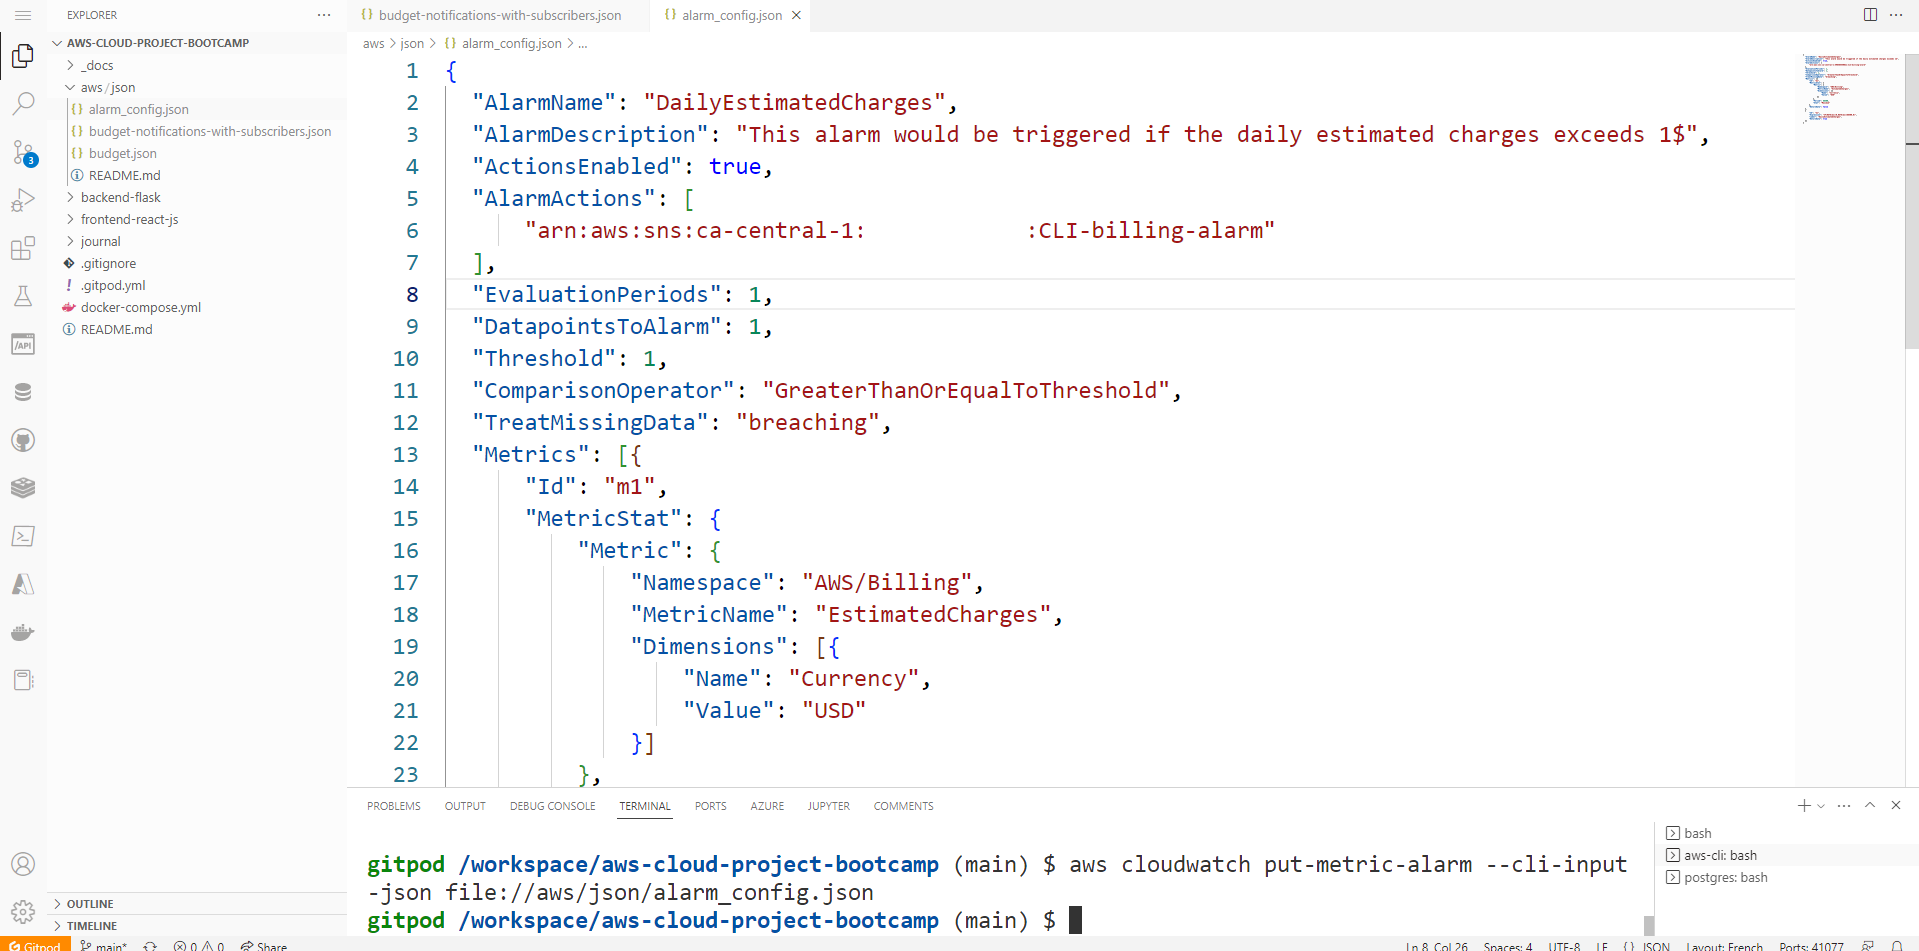 EXPLORER
AWS-CLOUD-PROJECT-BOOTCAMP
_docs
aws/json
alarm_config.json
budget-notifications-with-subscribers.json
budget.json
README.md
backend-flask
frontend-react-js
journal
.gitignore
.gitpod.yml
docker-compose.yml
README.md
OUTLINE
TIMELINE
3
/API
budget-notifications-with-subscribers.json
alarm_config.json
aws > json > {} alarm_config.json > ...
1 {
2 "AlarmName": "DailyEstimatedCharges",
3 "AlarmDescription": "This alarm would be triggered if the daily estimated charges exceeds 1$",
4 "ActionsEnabled": true,
5 "AlarmActions": [
6 "arn:aws:sns:ca-central-1: :CLI-billing-alarm"
7 ],
8 "EvaluationPeriods": 1,
9 "DatapointsToAlarm": 1,
10 "Threshold": 1,
11 "ComparisonOperator": "GreaterThanOrEqualToThreshold",
12 "TreatMissingData": "breaching",
13 "Metrics": [{
14 "Id": "m1",
15 "MetricStat": {
16 "Metric": {
17 "Namespace": "AWS/Billing",
18 "MetricName": "EstimatedCharges",
19 "Dimensions": [{
20 "Name": "Currency",
21 "Value": "USD"
22 }]
23 },
PROBLEMS OUTPUT DEBUG CONSOLE TERMINAL PORTS AZURE JUPYTER COMMENTS
gitpod /workspace/aws-cloud-project-bootcamp (main) $ aws cloudwatch put-metric-alarm --cli-input
-json file://aws/json/alarm_config.json
gitpod /workspace/aws-cloud-project-bootcamp (main) $
bash
aws-cli: bash
postgres: bash
Gitpod main* 0 0 Share Ln 8, Col 26 Spaces: 4 UTF-8 LF {} JSON Layout: French Ports: 41077